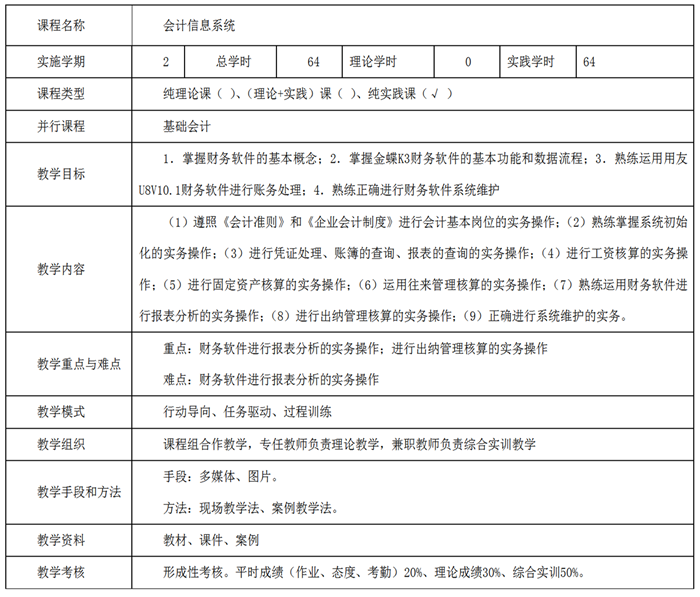 课程名称 会计信息系统
实施学期 2 总学时 64 理论学时 0 实践学时 64
课程类型 纯理论课（ ）、（理论+实践）课（ ）、纯实践课（√ ）
并行课程 基础会计
教学目标
1．掌握财务软件的基本概念；2．掌握金蝶K3财务软件的基本功能和数据流程；3．熟练运用用友
U8V10.1财务软件进行账务处理；4．熟练正确进行财务软件系统维护
教学内容
（1）遵照《会计准则》和《企业会计制度》进行会计基本岗位的实务操作；（2）熟练掌握系统初始
化的实务操作；（3）进行凭证处理、账簿的查询、报表的查询的实务操作；（4）进行工资核算的实务操
作；（5）进行固定资产核算的实务操作；（6）运用往来管理核算的实务操作；（7）熟练运用财务软件进
行报表分析的实务操作；（8）进行出纳管理核算的实务操作；（9）正确进行系统维护的实务。
教学重点与难点
重点：财务软件进行报表分析的实务操作；进行出纳管理核算的实务操作
难点：财务软件进行报表分析的实务操作
教学模式 行动导向、任务驱动、过程训练
教学组织 课程组合作教学，专任教师负责理论教学，兼职教师负责综合实训教学
教学手段和方法
手段：多媒体、图片。
方法：现场教学法、案例教学法。
教学资料 教材、课件、案例
教学考核 形成性考核。平时成绩（作业、态度、考勤）20%、理论成绩30%、综合实训50%。